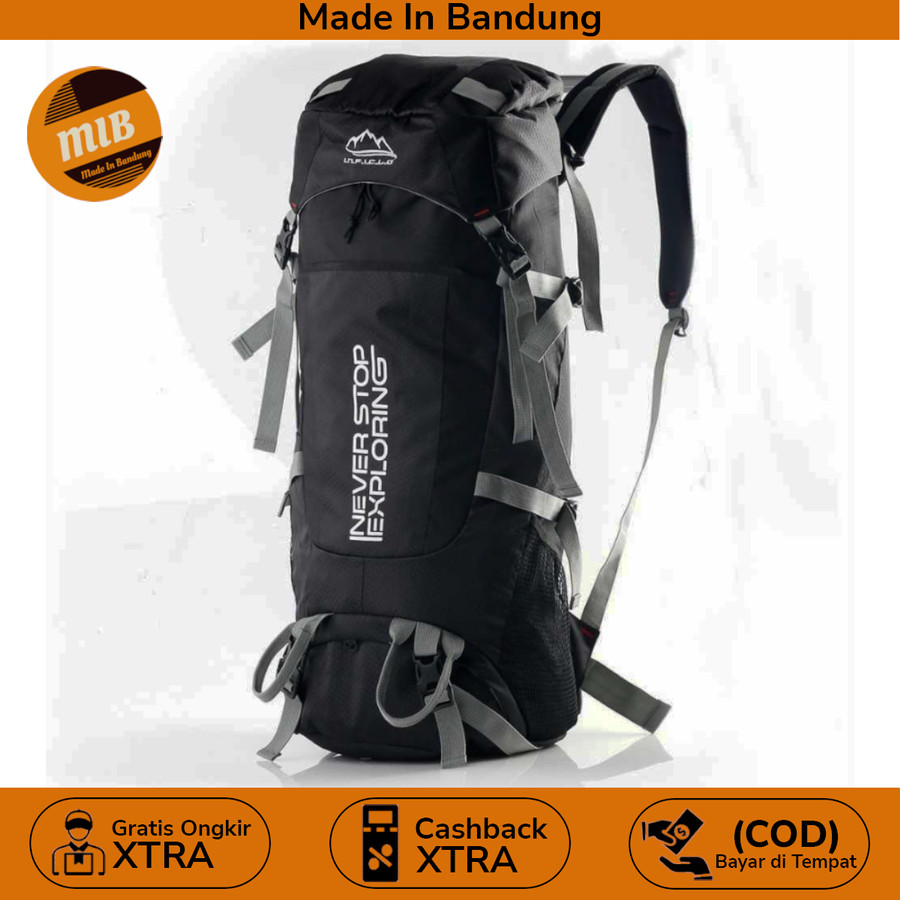 Made In Bandung
MIB
Made In Bandung
INFICLO
NEVER STOP
EXPLORING
Gratis Ongkir
XTRA
Cashback
XTRA
(COD)
Bayar di Tempat